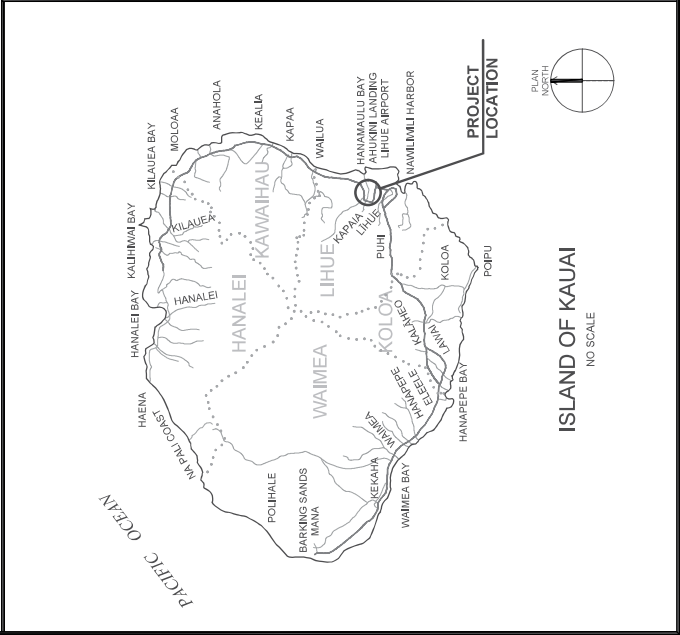 KILAUEA BAY
MOLOAA
ANAHOLA
KEALIA
KAPAA
WAILUA
HANAMAULU BAY
AHUKINI LANDING
LIHUE AIRPORT
NAWILIWILI HARBOR
PROJECT
LOCATION
PLAN
NORTH
KALIHIWAI BAY
KILAUEA
KAWAIHAU
KAPAIA
LIHUE
PUHI
HANALEI BAY
HANALEI
HANALEI
LIHUE
KOLOA
KOLOA
POIPU
KALAHEO
LAWAI
HAENA
NA PALI COAST
WAIMEA
HANAPEPE
ELEELE
HANAPEPE BAY
WAIMEA
POLIHALE
BARKING SANDS
MANA
KEKAHA
WAIMEA BAY
PACIFIC OCEAN
ISLAND OF KAUAI
NO SCALE